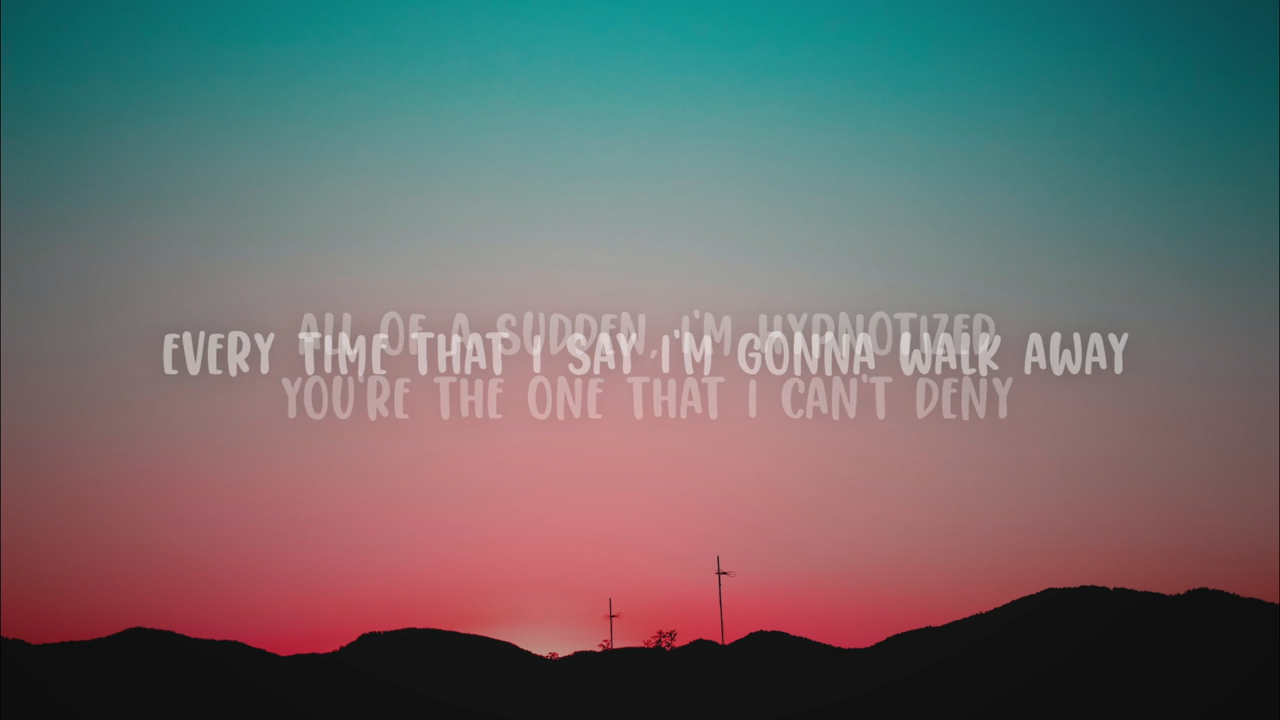 ALL OF A SUDDEN, I'M HYPNOTIZED
EVERY TIME THAT I SAY I'M GONNA WALK AWAY
YOU'RE THE ONE THAT I CAN'T DENY